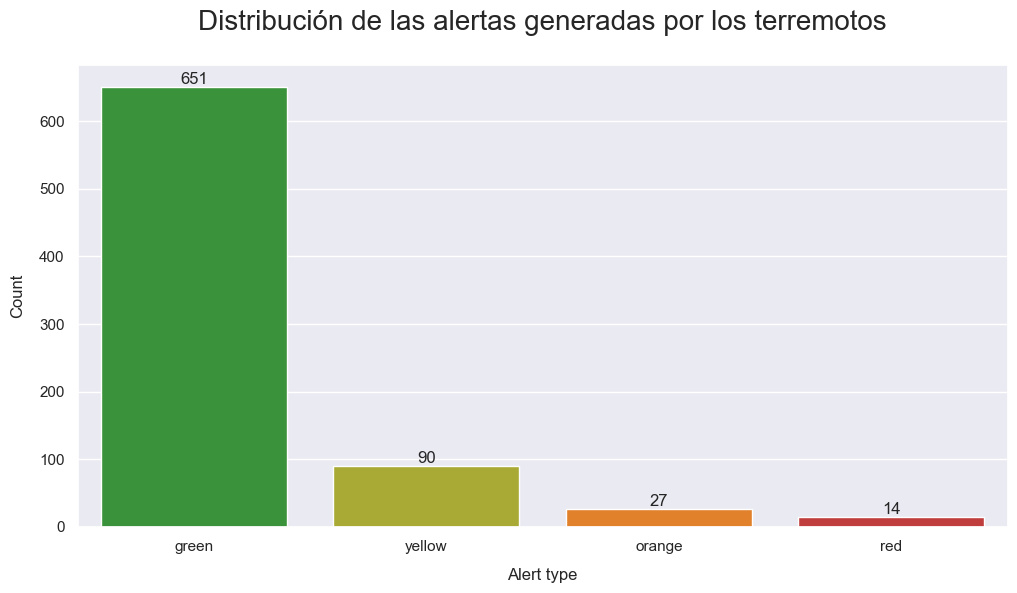 Distribución de las alertas generadas por los terremotos
651
600
500
400
300
200
100
0
Count
90
27
14
green
yellow
orange
red
Alert type